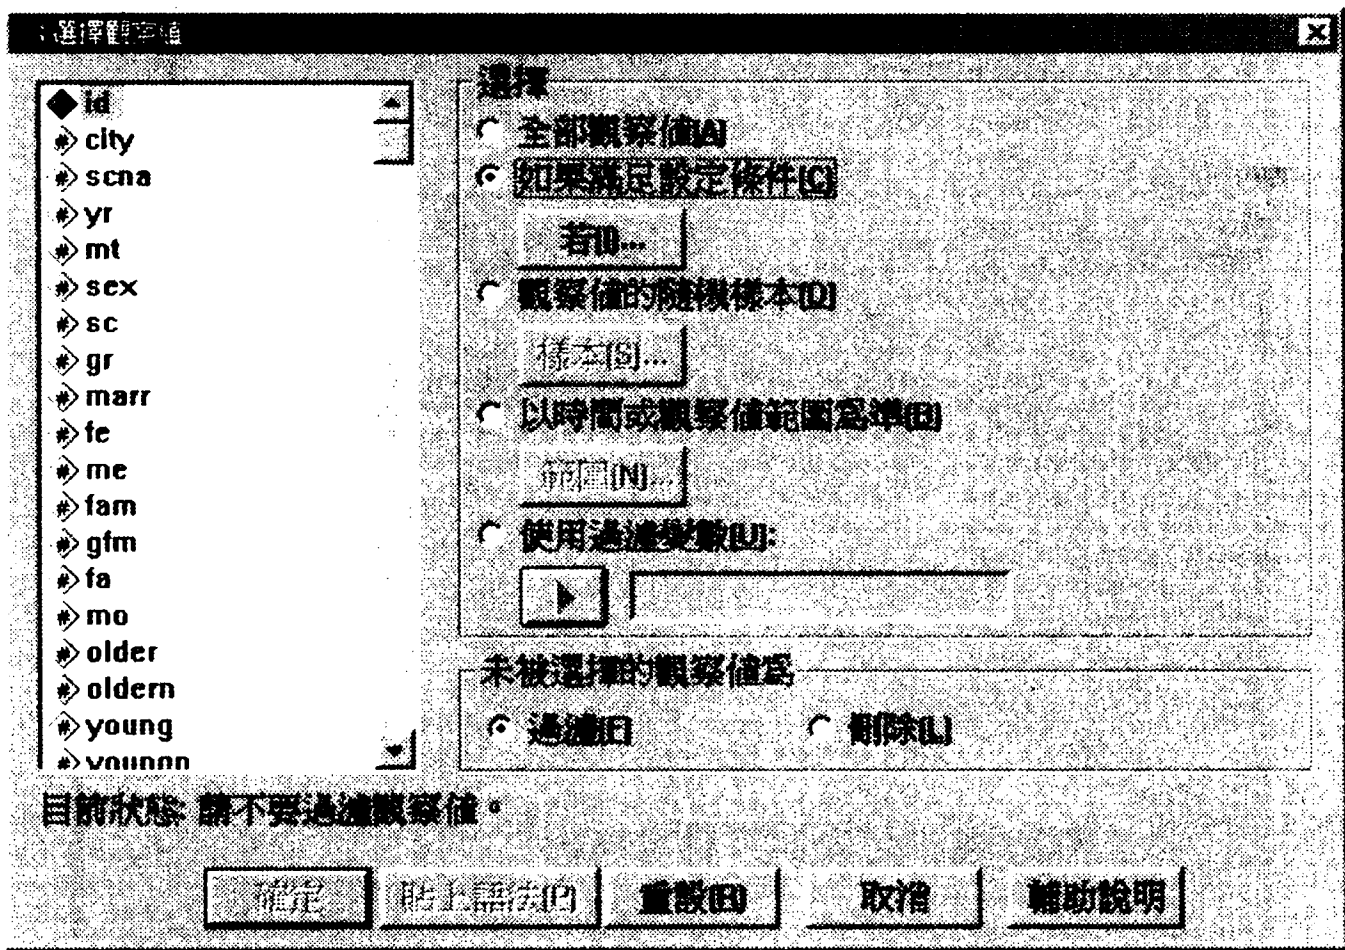 選擇觀察值
id
city
scna
yr
mt
sex
sc
gr
marr
fe
me
fam
gfm
fa
mo
older
oldern
young
youngn
選擇
全部觀察值(A)
如果滿足設定條件(C)
若(I)...
觀察值的隨機樣本(D)
樣本(S)...
以時間或觀察值範圍為準(B)
範圍(N)...
使用過濾變數(U):
未被選擇的觀察值為
過濾(F)
刪除(L)
目前狀態: 請不要過濾觀察值。
確定
貼上語法(P)
重設(R)
取消
輔助說明